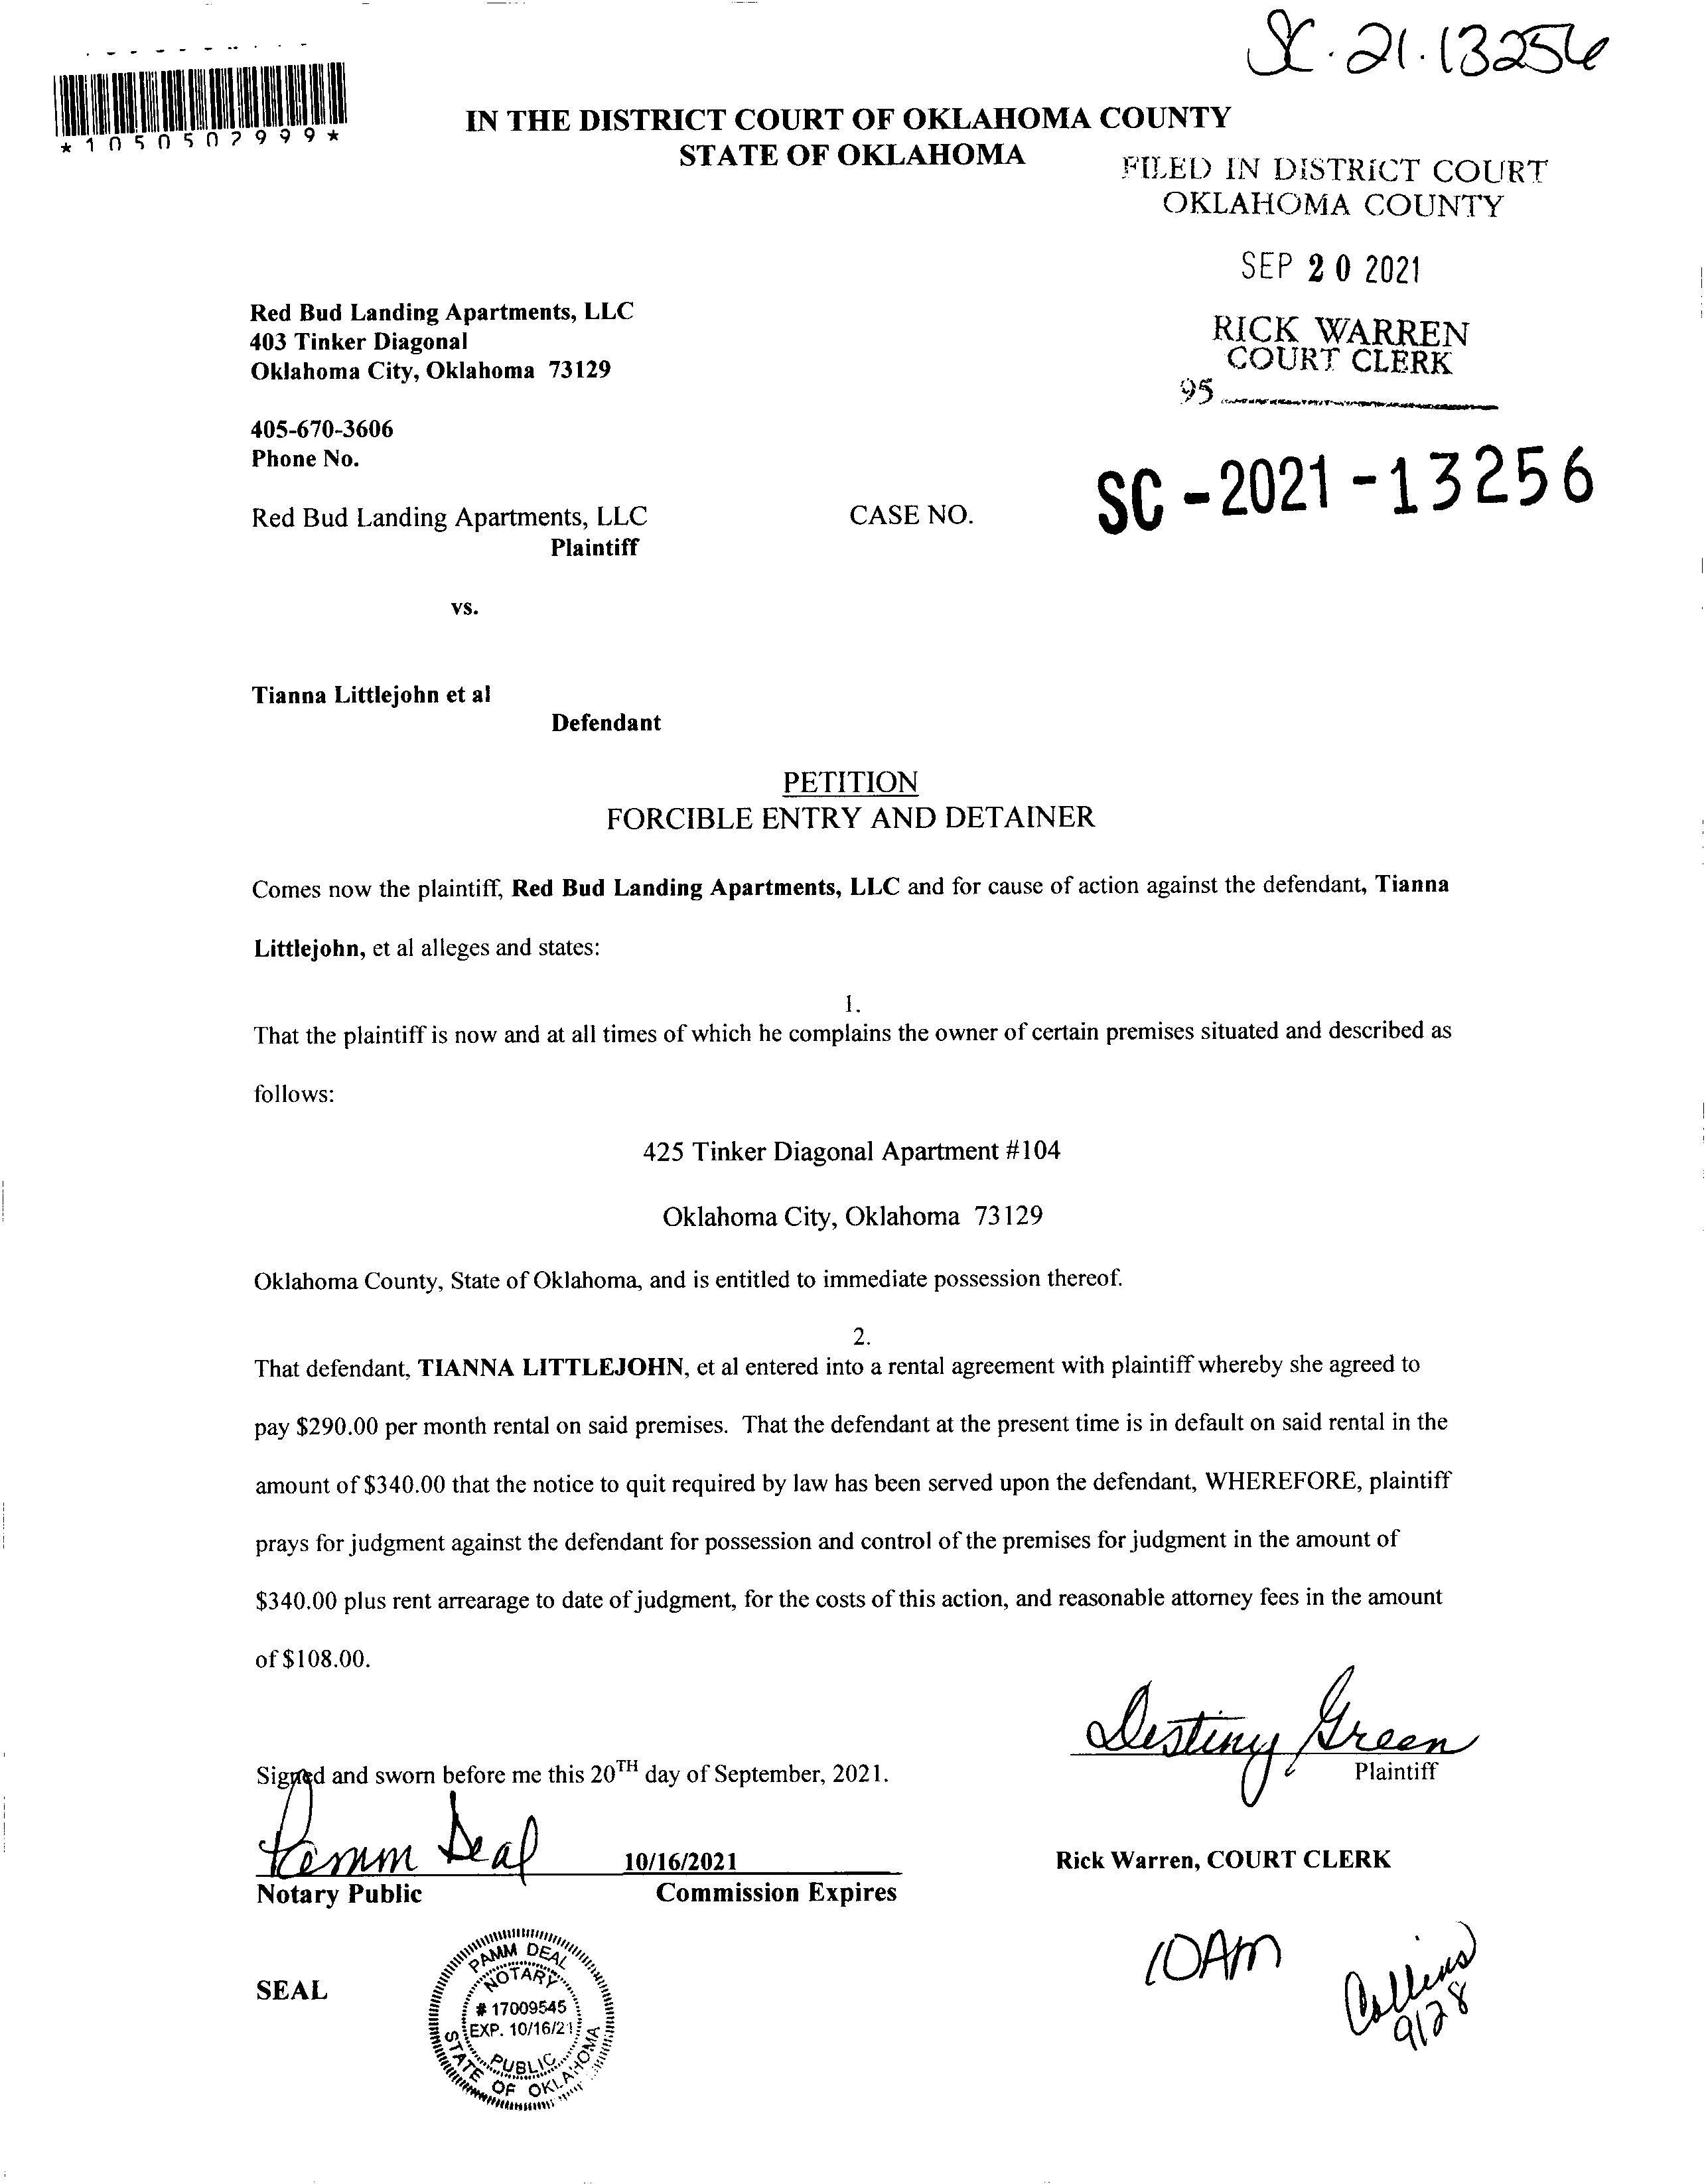 SC.21.13256
*1050507999*
IN THE DISTRICT COURT OF OKLAHOMA COUNTY
STATE OF OKLAHOMA
FILED IN DISTRICT COURT
OKLAHOMA COUNTY
SEP 20 2021
RICK WARREN
COURT CLERK
95
Red Bud Landing Apartments, LLC
403 Tinker Diagonal
Oklahoma City, Oklahoma 73129
405-670-3606
Phone No.
Red Bud Landing Apartments, LLC CASE NO. SC-2021-13256
Plaintiff
vs.
Tianna Littlejohn et al
Defendant
PETITION
FORCIBLE ENTRY AND DETAINER
Comes now the plaintiff, Red Bud Landing Apartments, LLC and for cause of action against the defendant, Tianna
Littlejohn, et al alleges and states:
1.
That the plaintiff is now and at all times of which he complains the owner of certain premises situated and described as
follows:
425 Tinker Diagonal Apartment #104
Oklahoma City, Oklahoma 73129
Oklahoma County, State of Oklahoma, and is entitled to immediate possession thereof.
2.
That defendant, TIANNA LITTLEJOHN, et al entered into a rental agreement with plaintiff whereby she agreed to
pay $290.00 per month rental on said premises. That the defendant at the present time is in default on said rental in the
amount of $340.00 that the notice to quit required by law has been served upon the defendant, WHEREFORE, plaintiff
prays for judgment against the defendant for possession and control of the premises for judgment in the amount of
$340.00 plus rent arrearage to date of judgment, for the costs of this action, and reasonable attorney fees in the amount
of $108.00.
Destiny Green
Plaintiff
Signed and sworn before me this 20TH day of September, 2021.
Pamm Deal 10/16/2021
Notary Public Commission Expires
Rick Warren, COURT CLERK
10AM
Collins
9/28
SEAL
PAMM DEAL
NOTARY
# 17009545
EXP. 10/16/21
PUBLIC
STATE OF OKLAHOMA